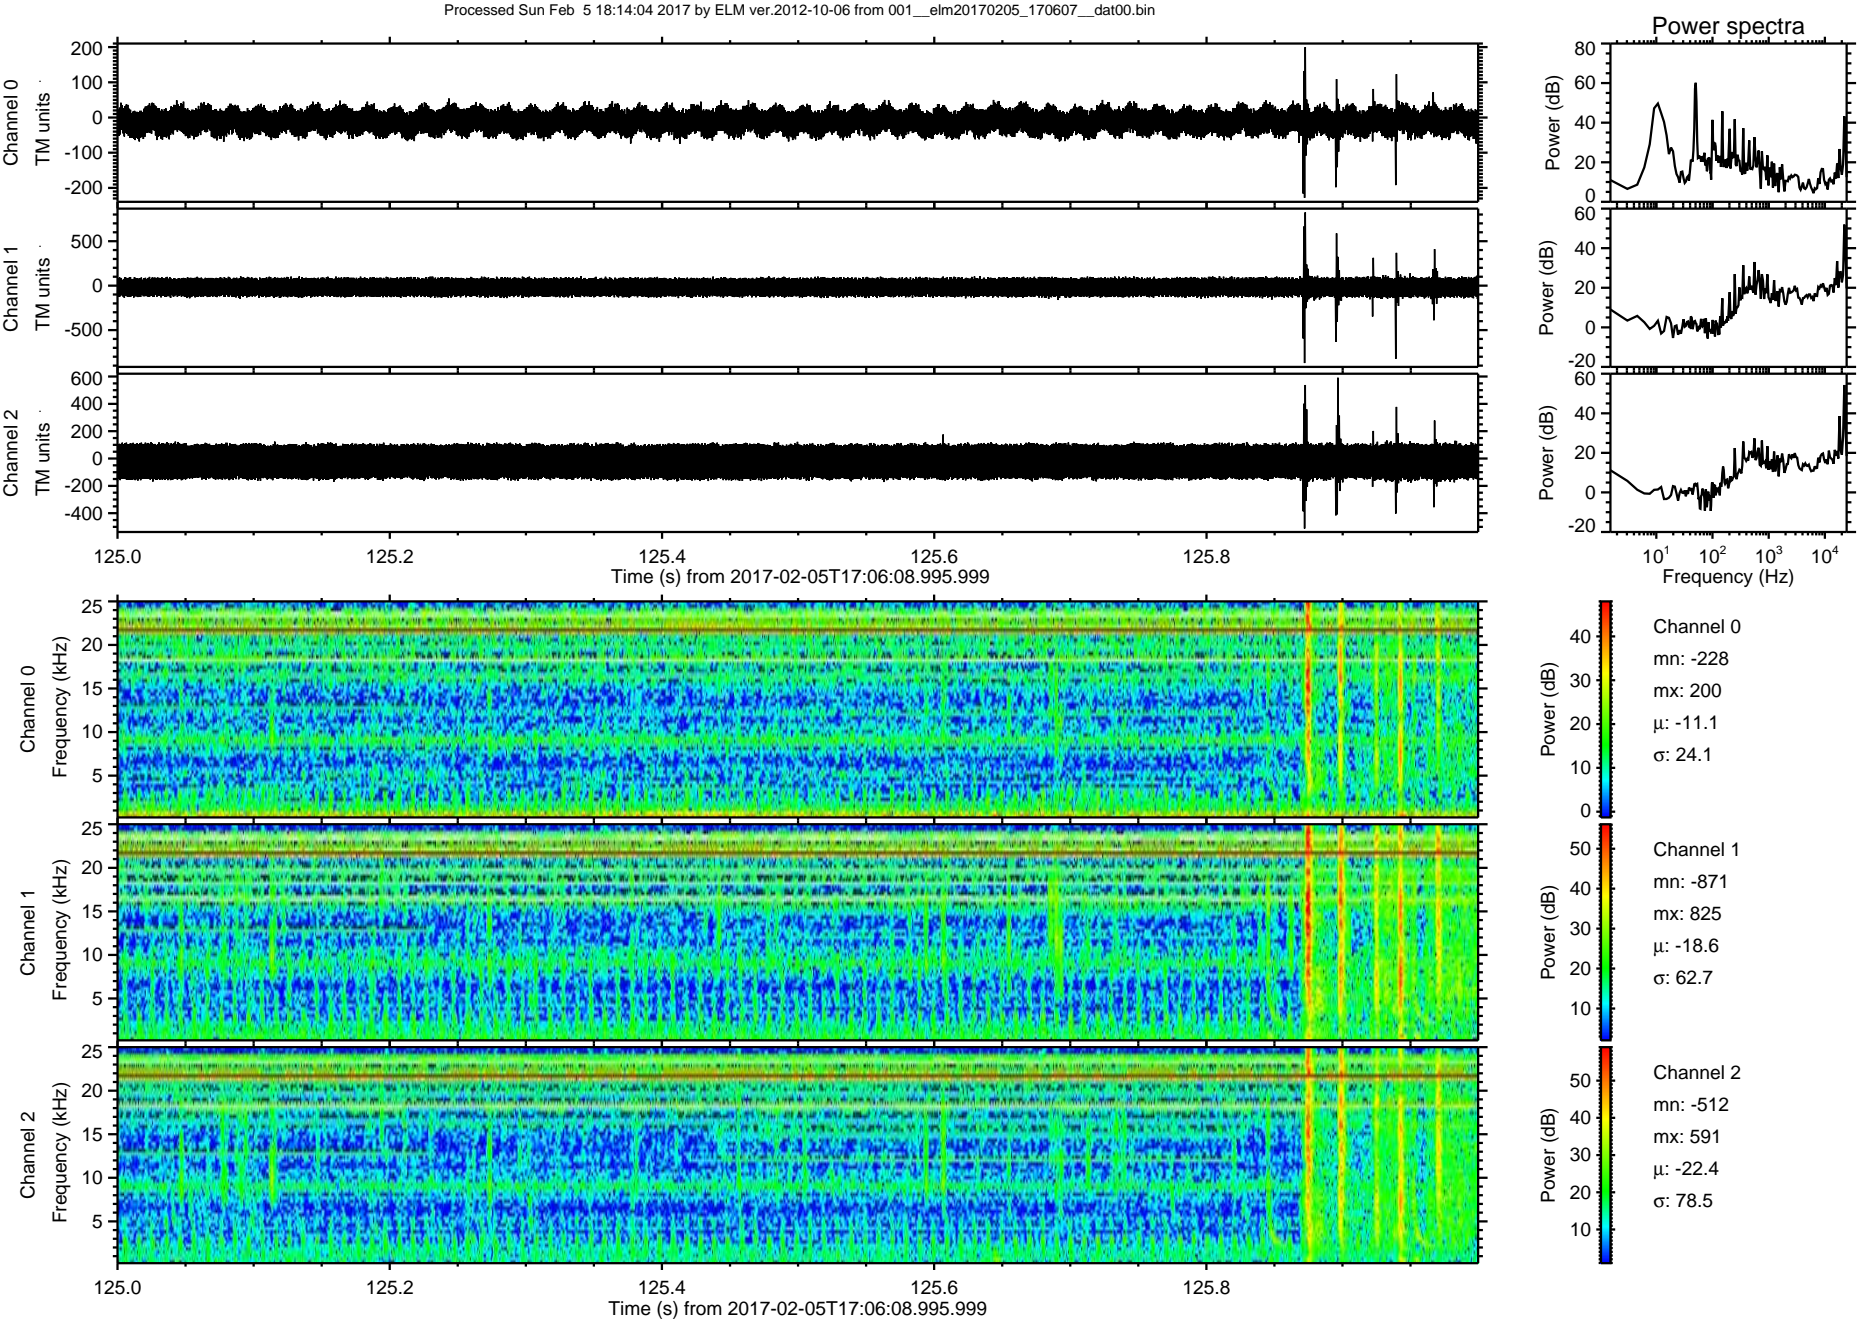 Processed Sun Feb  5 18:14:04 2017 by ELM ver.2012-10-06 from 001__elm20170205_170607__dat00.bin
Power spectra
Channel 0
TM units
200
100
0
-100
-200
Power (dB)
80
60
40
20
0
Channel 1
TM units
500
0
-500
Power (dB)
60
40
20
0
-20
Channel 2
TM units
600
400
200
0
-200
-400
Power (dB)
60
40
20
0
-20
125.0 125.2 125.4 125.6 125.8
Time (s) from 2017-02-05T17:06:08.995.999
10¹ 10² 10³ 10⁴
Frequency (Hz)
Channel 0
Frequency (kHz)
25
20
15
10
5
Power (dB)
40
30
20
10
0
Channel 0
mn: -228
mx: 200
μ: -11.1
σ: 24.1
Channel 1
Frequency (kHz)
25
20
15
10
5
Power (dB)
50
40
30
20
10
Channel 1
mn: -871
mx: 825
μ: -18.6
σ: 62.7
Channel 2
Frequency (kHz)
25
20
15
10
5
Power (dB)
50
40
30
20
10
Channel 2
mn: -512
mx: 591
μ: -22.4
σ: 78.5
125.0 125.2 125.4 125.6 125.8
Time (s) from 2017-02-05T17:06:08.995.999